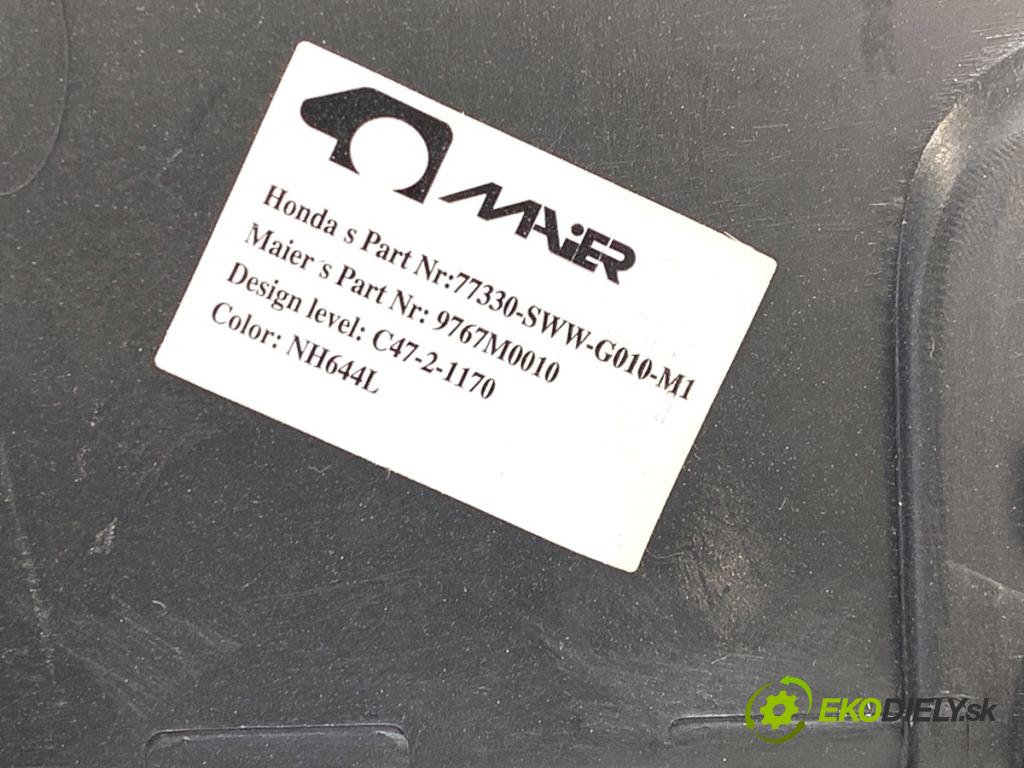 MAiER
Honda s Part Nr:77330-SWW-G010-M1
Maier´s Part Nr: 9767M0010
Design level: C47-2-1170
Color: NH644L
EKODIELY.sk